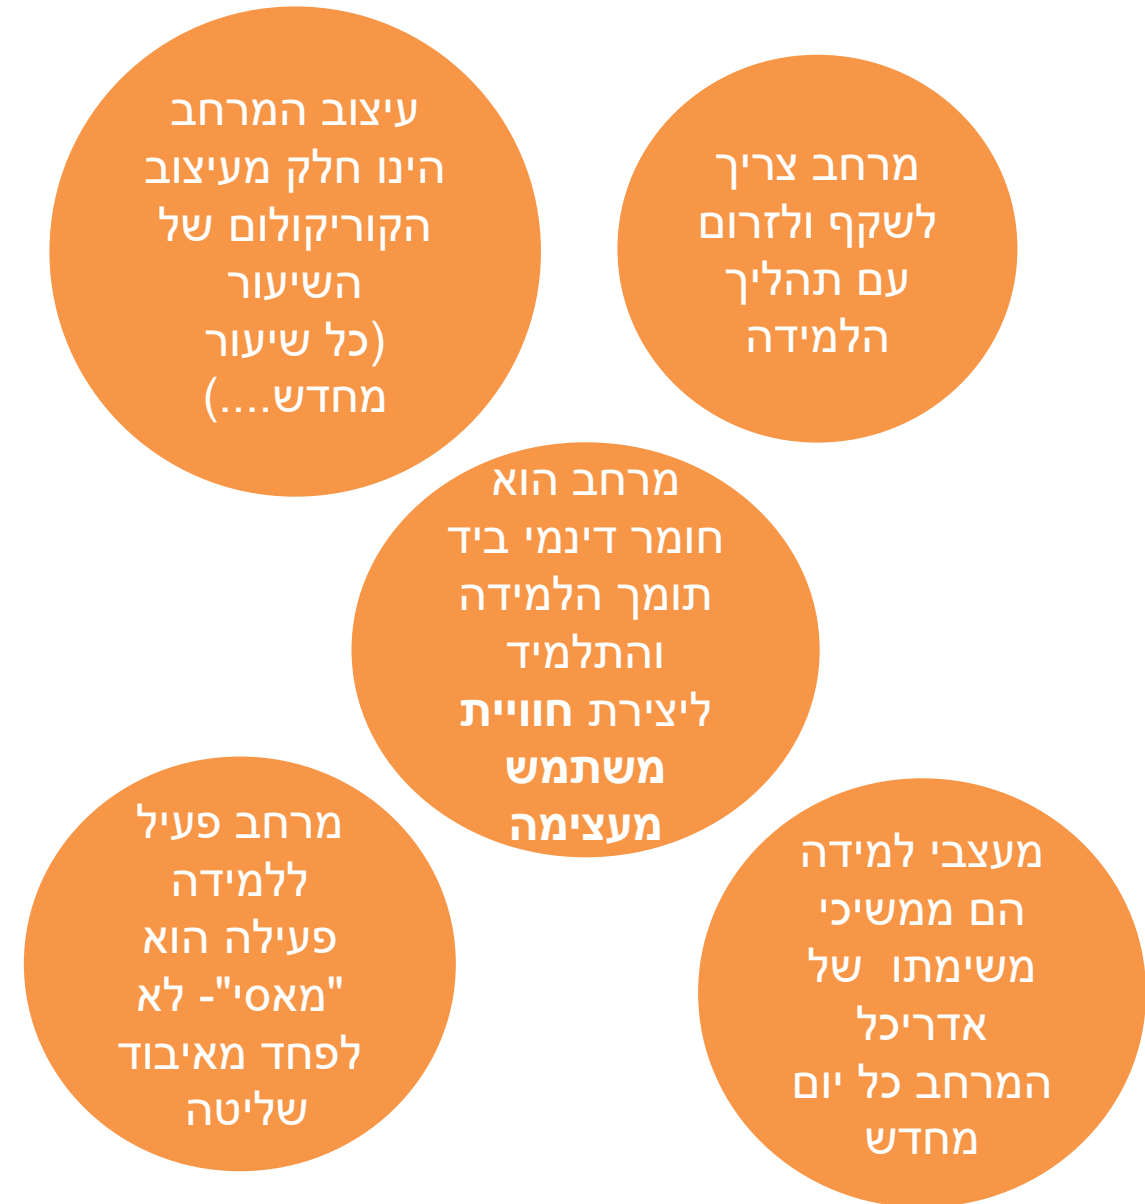 מרחב צריך
לשקף ולזרום
עם תהליך
הלמידה
עיצוב המרחב
הינו חלק מעיצוב
הקוריקולום של
השיעור
(כל שיעור
מחדש....)
מרחב הוא
חומר דינמי ביד
תומך הלמידה
והתלמיד
ליצירת חוויית
משתמש
מעצימה
מעצבי למידה
הם ממשיכי
משימתו של
אדריכל
המרחב כל יום
מחדש
מרחב פעיל
ללמידה
פעילה הוא
"מאסי"- לא
לפחד מאיבוד
שליטה